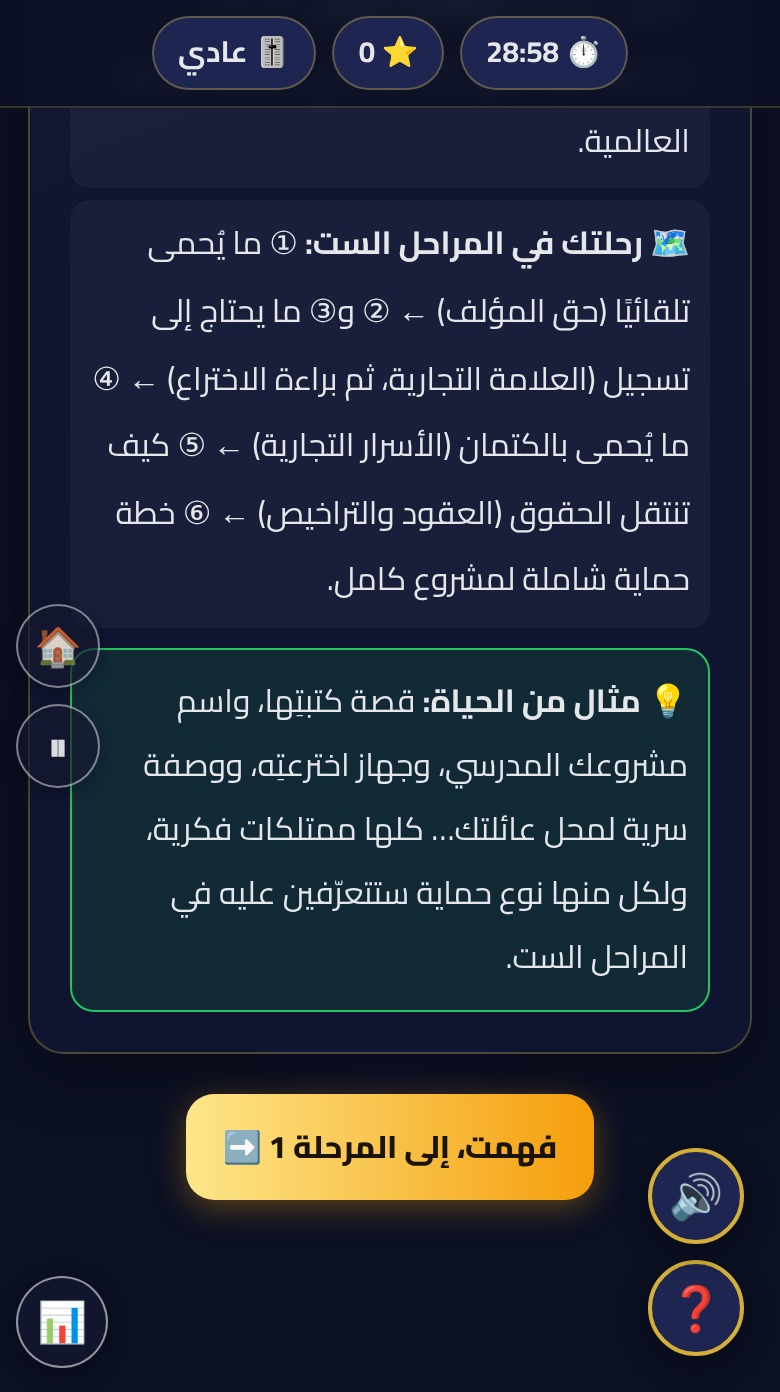 ⏱️ 28:58
⭐ 0
🎚️ عادي
العالمية.
🗺️ رحلتك في المراحل الست: ① ما يُحمى
تلقائيًا (حق المؤلف) ← ② و③ ما يحتاج إلى
تسجيل (العلامة التجارية، ثم براءة الاختراع) ← ④
ما يُحمى بالكتمان (الأسرار التجارية) ← ⑤ كيف
تنتقل الحقوق (العقود والتراخيص) ← ⑥ خطة
حماية شاملة لمشروع كامل.
💡 مثال من الحياة: قصة كتبتِها، واسم
مشروعك المدرسي، وجهاز اخترعتِه، ووصفة
سرية لمحل عائلتك... كلها ممتلكات فكرية،
ولكل منها نوع حماية ستتعرّفين عليه في
المراحل الست.
فهمت، إلى المرحلة 1 ➡️